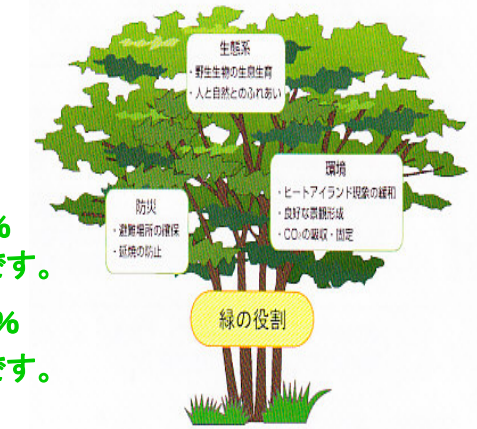 生態系
・野生生物の生息生育
・人と自然とのふれあい
環境
・ヒートアイランド現象の緩和
・良好な景観形成
・CO₂の吸収・固定
防災
・避難場所の確保
・延焼の防止
%
です。
%
です。
緑の役割